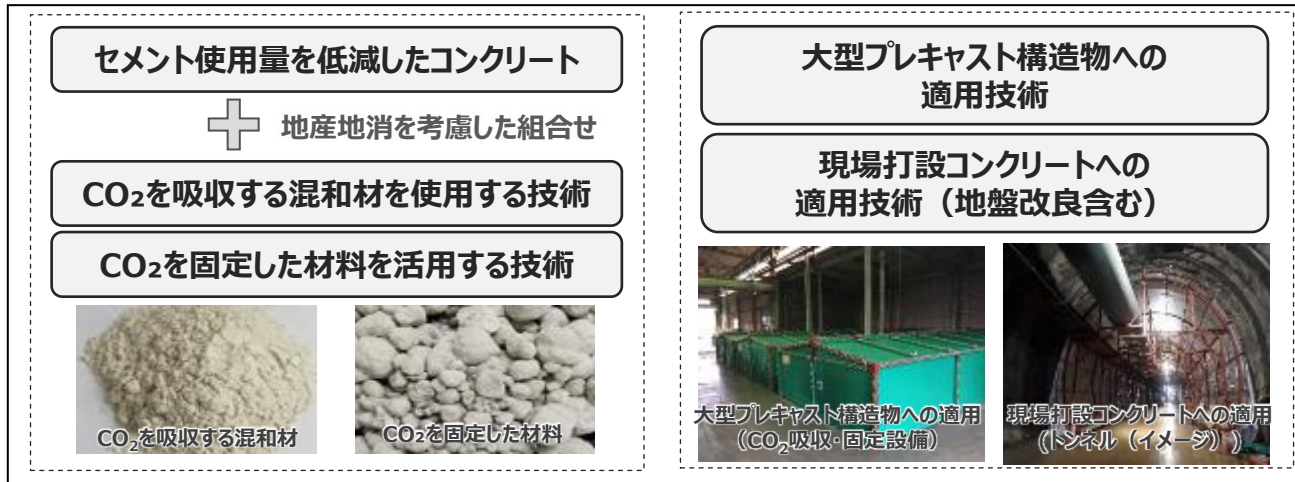 セメント使用量を低減したコンクリート
地産地消を考慮した組合せ
CO₂を吸収する混和材を使用する技術
CO₂を固定した材料を活用する技術
CO₂を吸収する混和材
CO₂を固定した材料
大型プレキャスト構造物への
適用技術
現場打設コンクリートへの
適用技術（地盤改良含む）
大型プレキャスト構造物への適用
（CO₂吸収・固定設備）
現場打設コンクリートへの適用
（トンネル（イメージ））